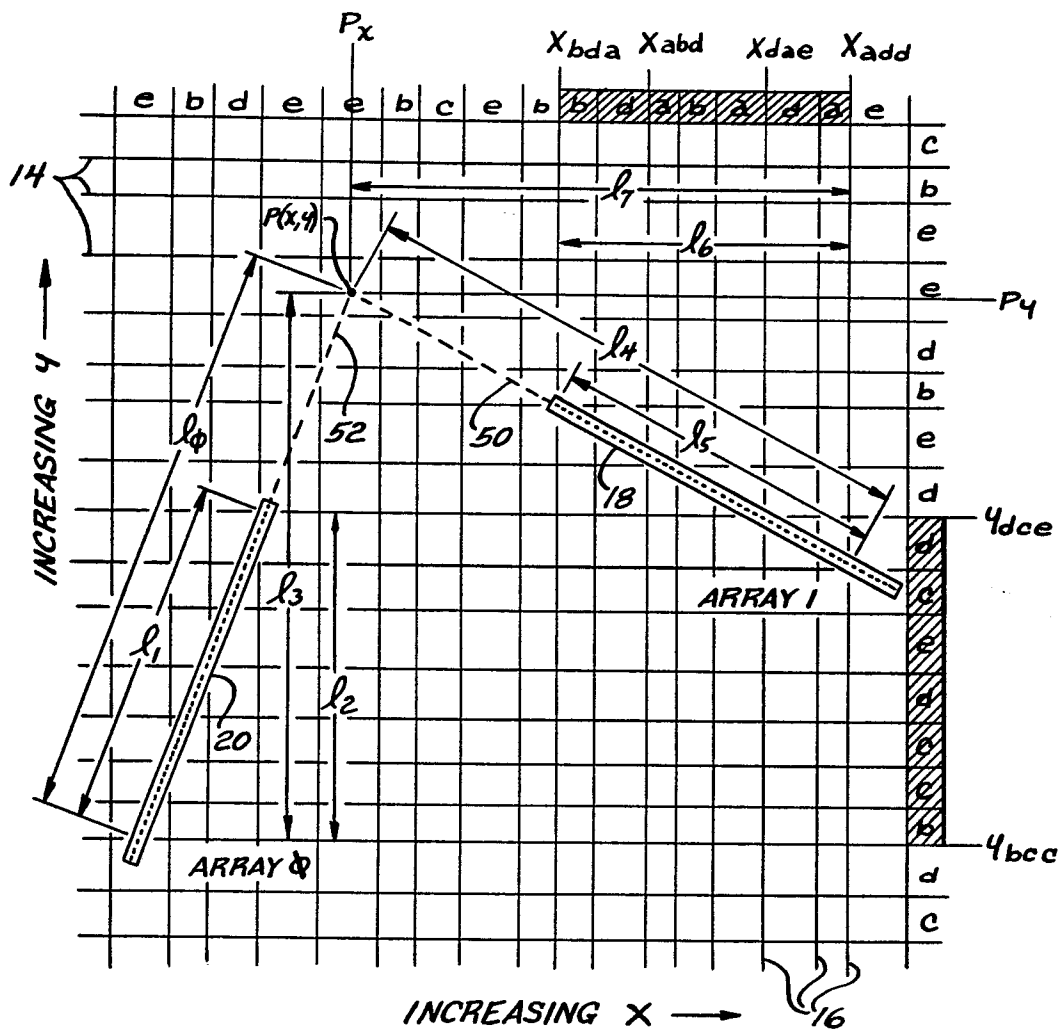 Px
Xbda Xabd Xdae Xadd
e b d e e b c e b b d a b a d a e
c
14
b
l7
P(x,y)
e
l6
e
Py
INCREASING y
l4
d
b
lϕ
52
50
l5
e
18
d
ydce
d
ARRAY 1
c
l3
e
l1
d
l2
20
c
c
b
ybcc
ARRAY ϕ
d
c
INCREASING X
16